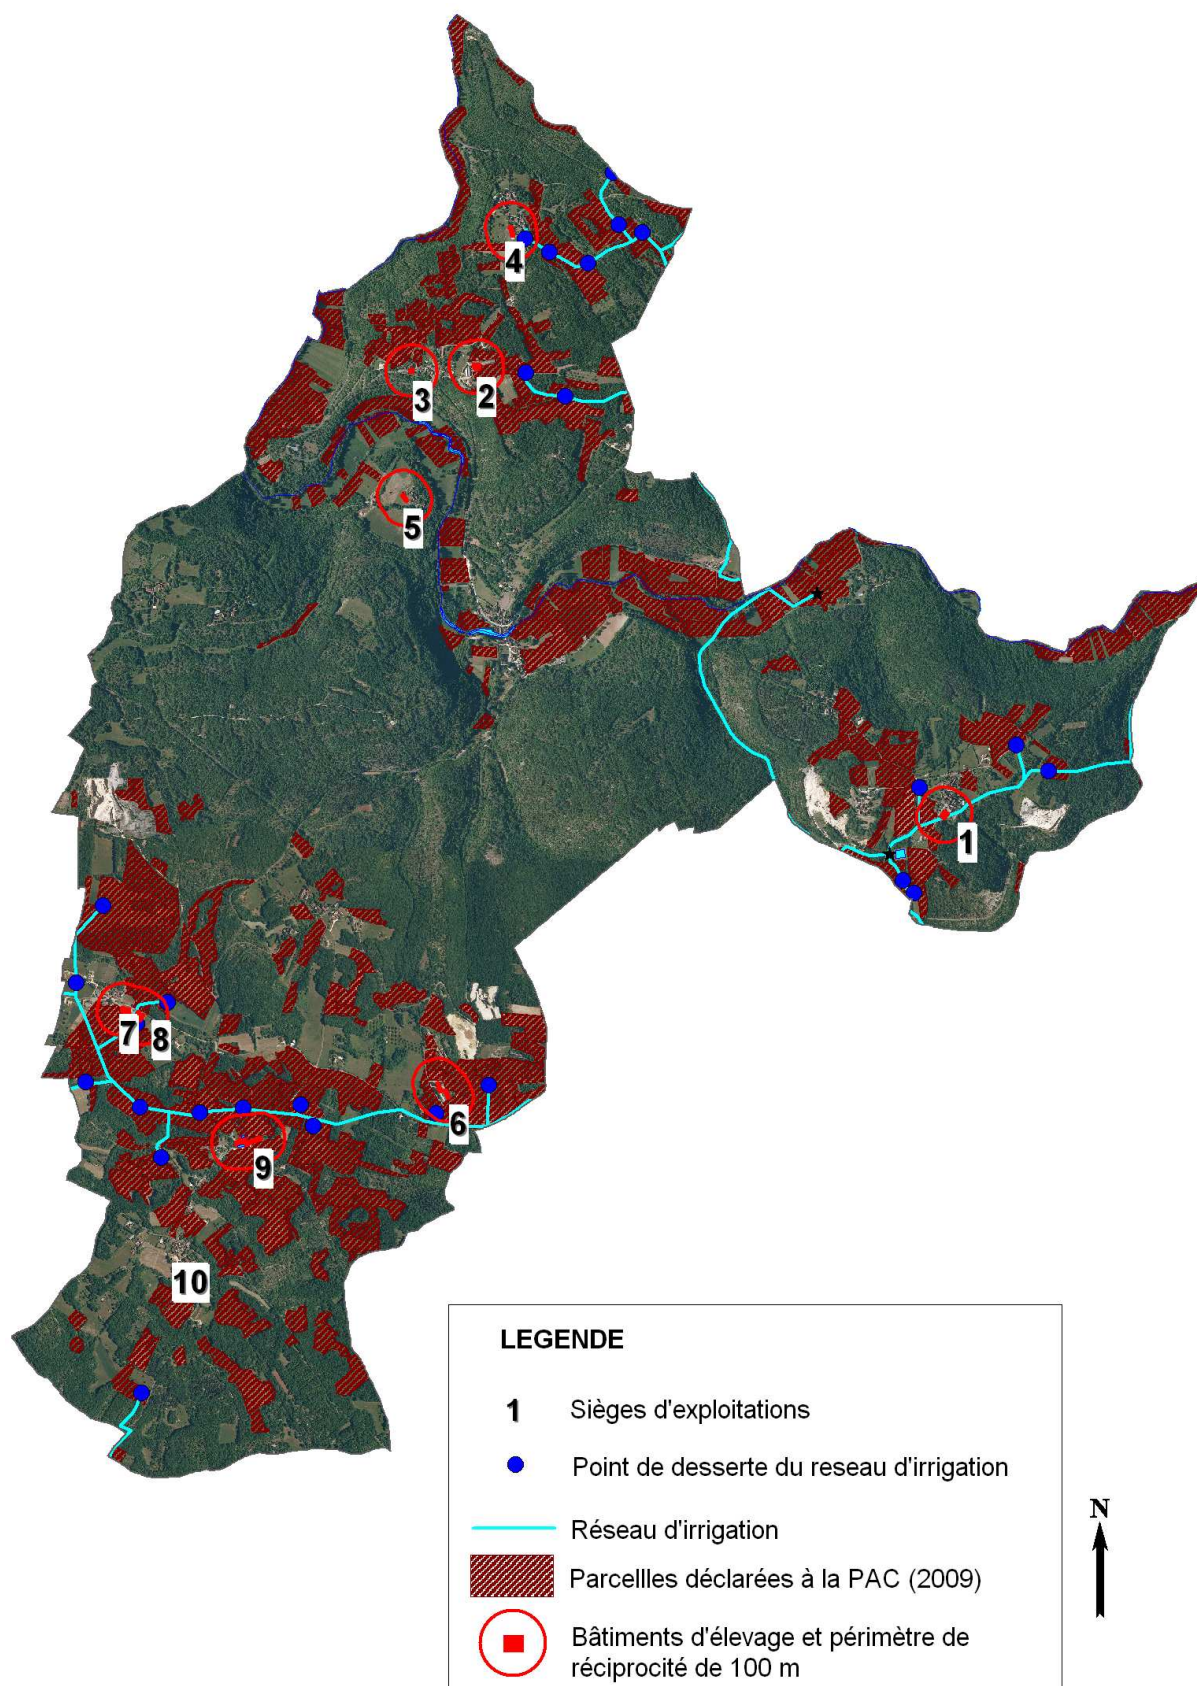 4
3
2
5
1
7
8
6
9
10
LEGENDE
1 Sièges d'exploitations
Point de desserte du reseau d'irrigation
Réseau d'irrigation
Parcellles déclarées à la PAC (2009)
Bâtiments d'élevage et périmètre de
réciprocité de 100 m
N